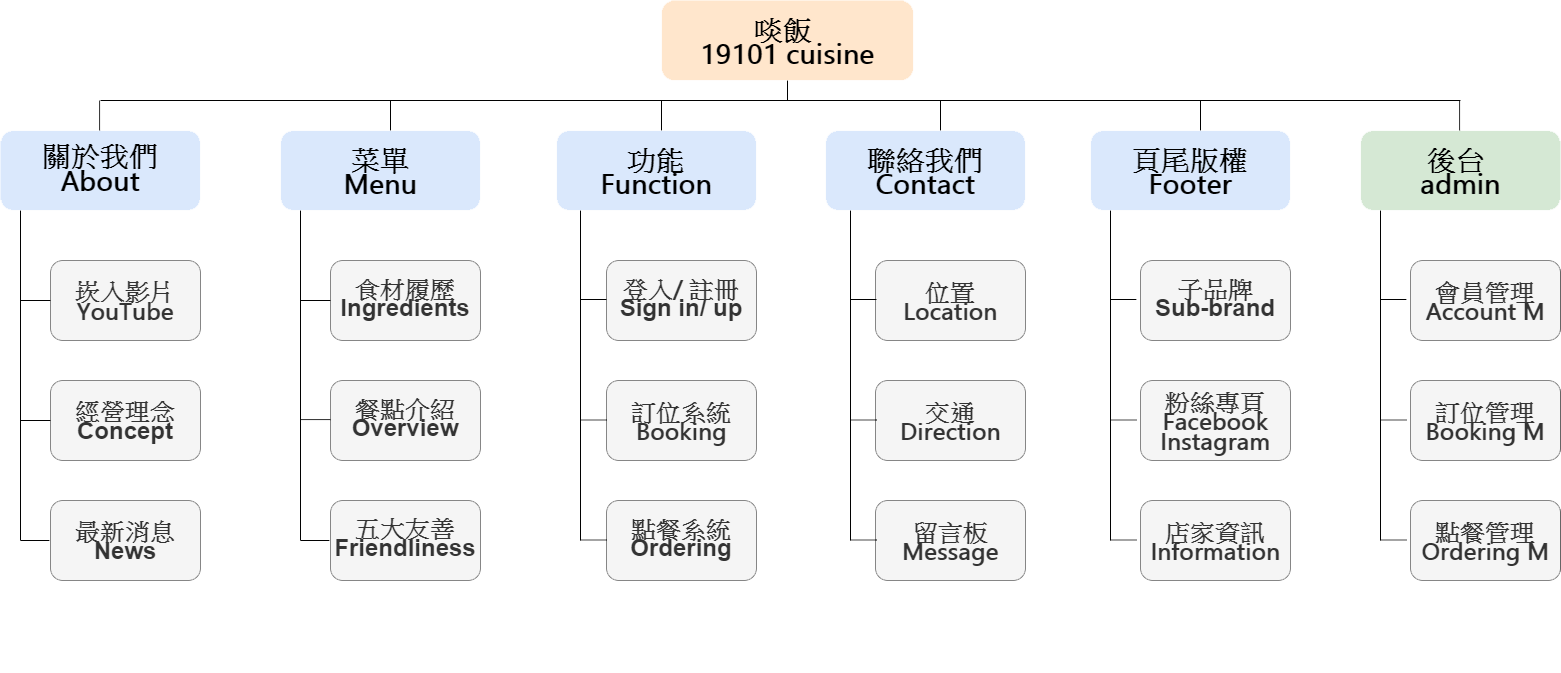 啖飯
19101 cuisine
關於我們
About
菜單
Menu
功能
Function
聯絡我們
Contact
頁尾版權
Footer
後台
admin
崁入影片
YouTube
食材履歷
Ingredients
登入/ 註冊
Sign in/ up
位置
Location
子品牌
Sub-brand
會員管理
Account M
經營理念
Concept
餐點介紹
Overview
訂位系統
Booking
交通
Direction
粉絲專頁
Facebook
Instagram
訂位管理
Booking M
最新消息
News
五大友善
Friendliness
點餐系統
Ordering
留言板
Message
店家資訊
Information
點餐管理
Ordering M